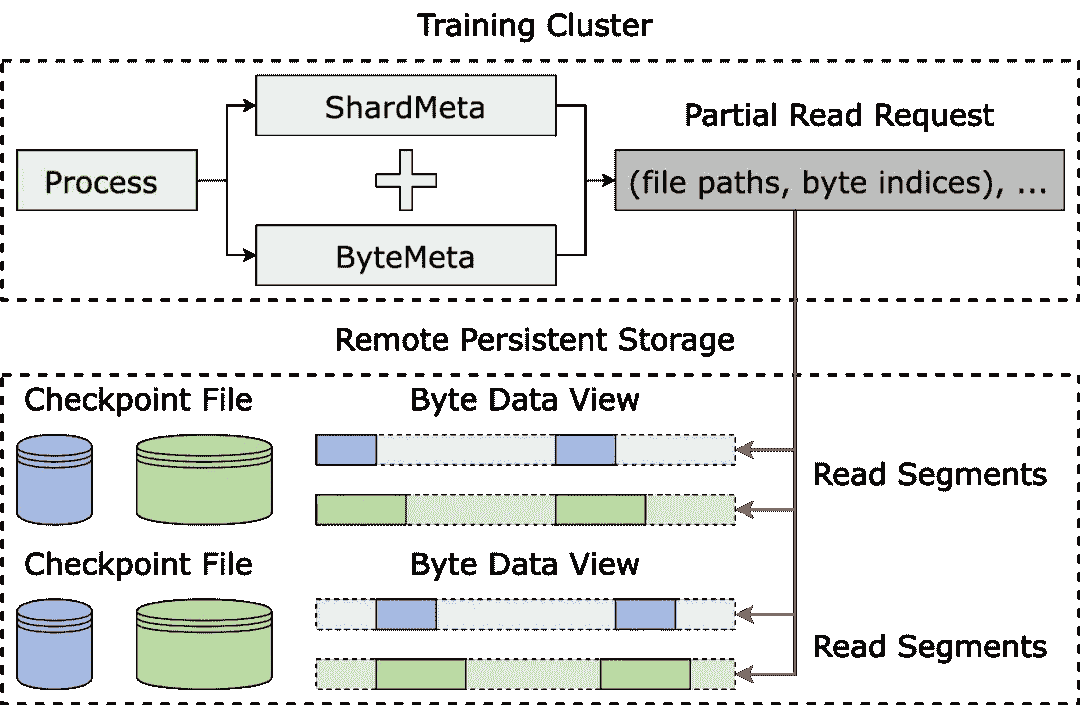 Training Cluster
ShardMeta
Partial Read Request
Process
(file paths, byte indices), ...
ByteMeta
Remote Persistent Storage
Checkpoint File
Byte Data View
Read Segments
Checkpoint File
Byte Data View
Read Segments